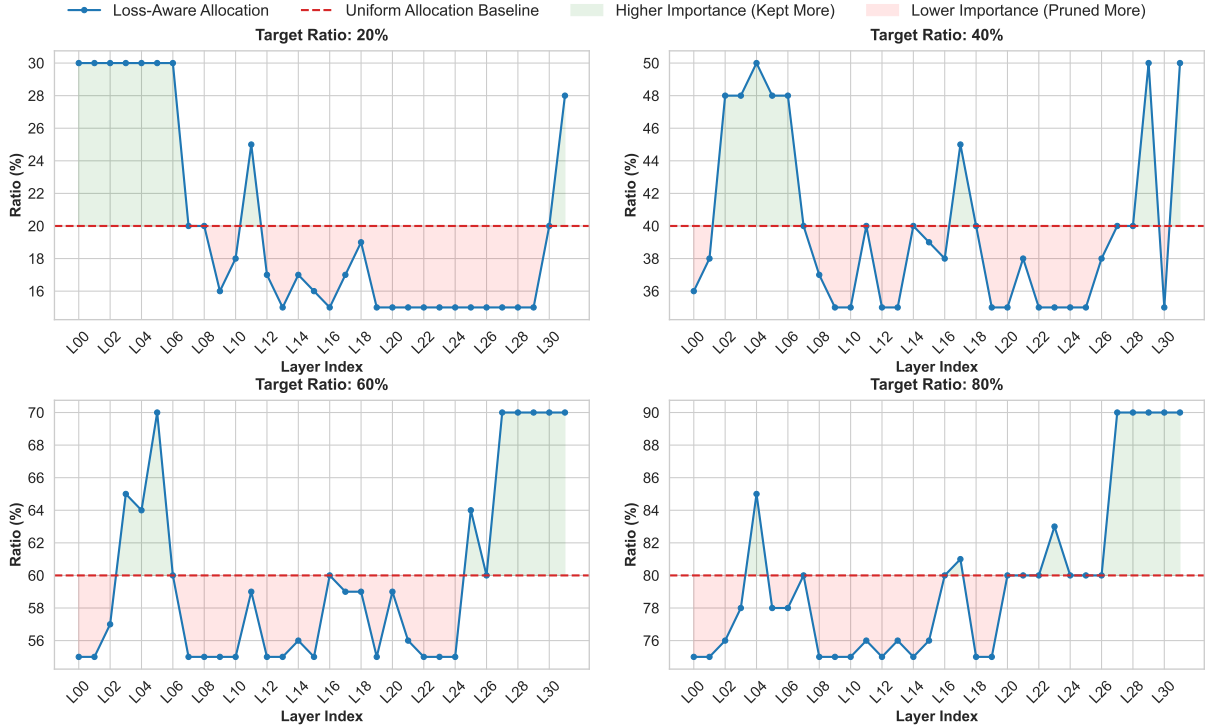 Loss-Aware Allocation Uniform Allocation Baseline Higher Importance (Kept More) Lower Importance (Pruned More)
Target Ratio: 20%
Ratio (%)
30
28
26
24
22
20
18
16
L00 L02 L04 L06 L08 L10 L12 L14 L16 L18 L20 L22 L24 L26 L28 L30
Layer Index
Target Ratio: 40%
Ratio (%)
50
48
46
44
42
40
38
36
L00 L02 L04 L06 L08 L10 L12 L14 L16 L18 L20 L22 L24 L26 L28 L30
Layer Index
Target Ratio: 60%
Ratio (%)
70
68
66
64
62
60
58
56
L00 L02 L04 L06 L08 L10 L12 L14 L16 L18 L20 L22 L24 L26 L28 L30
Layer Index
Target Ratio: 80%
Ratio (%)
90
88
86
84
82
80
78
76
L00 L02 L04 L06 L08 L10 L12 L14 L16 L18 L20 L22 L24 L26 L28 L30
Layer Index